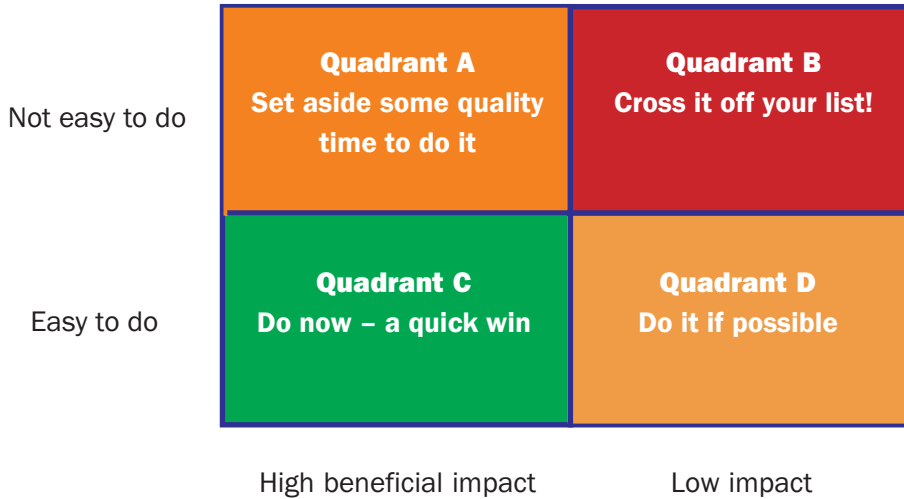 Not easy to do
Quadrant A
Set aside some quality
time to do it
Quadrant B
Cross it off your list!
Easy to do
Quadrant C
Do now – a quick win
Quadrant D
Do it if possible
High beneficial impact
Low impact